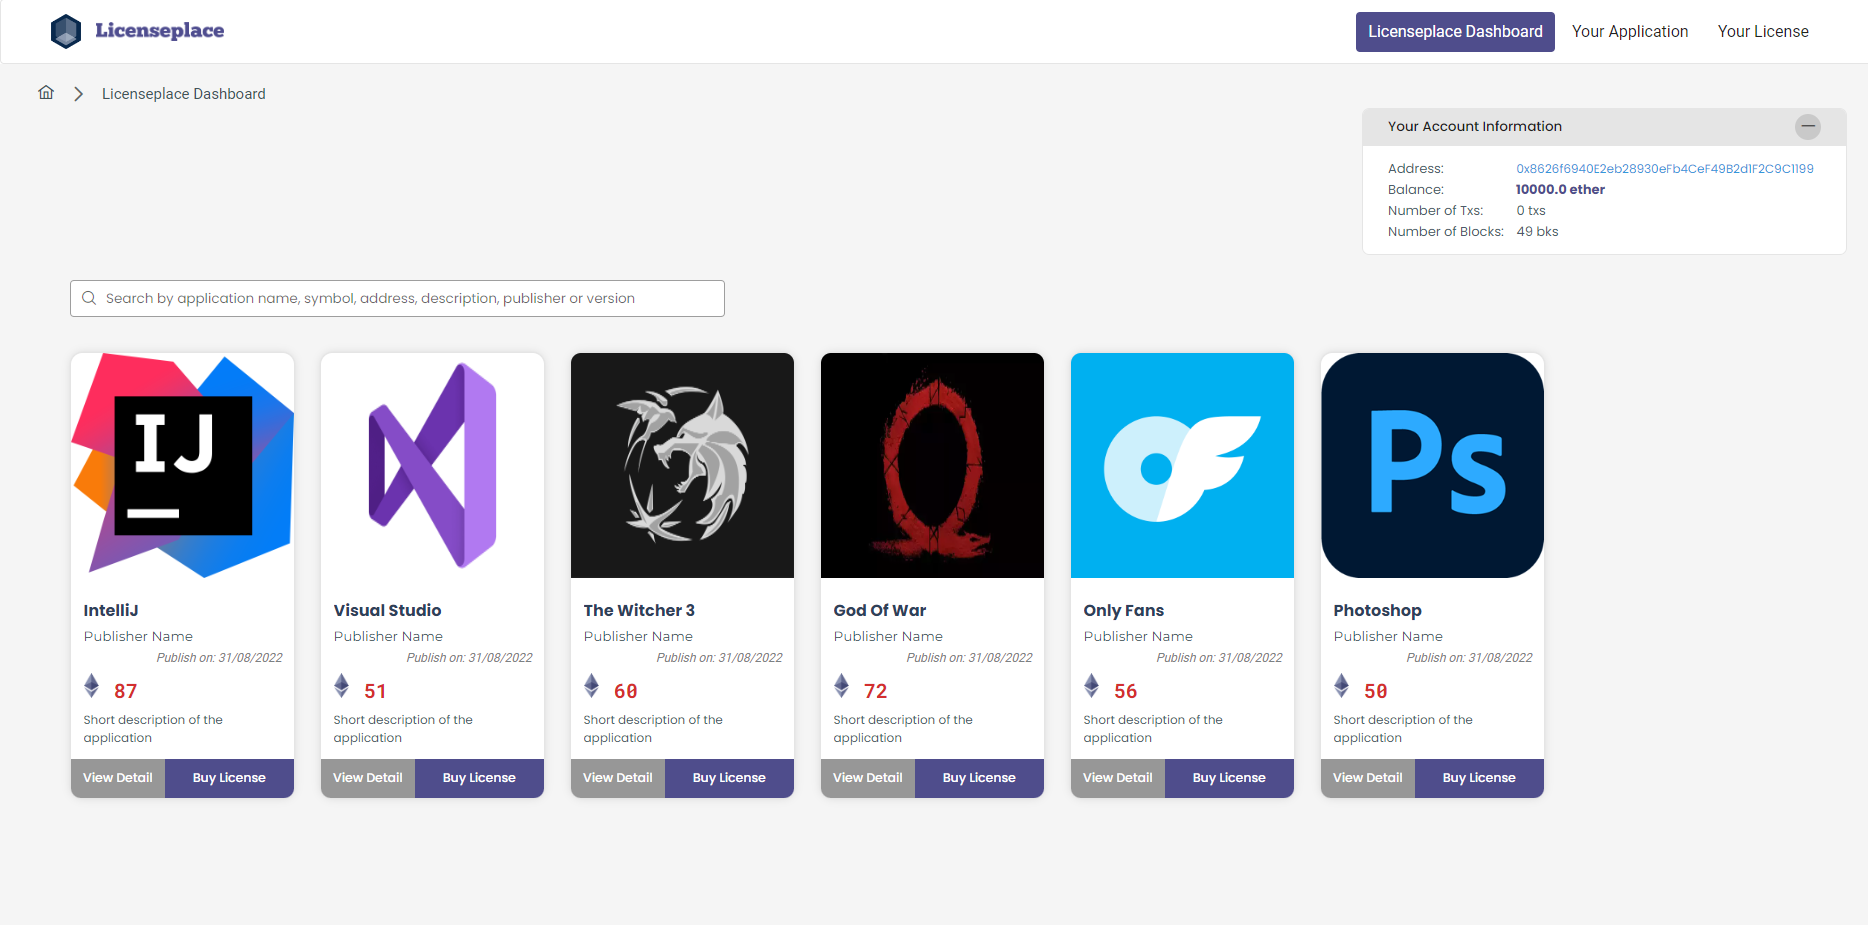 Licenseplace
Licenseplace Dashboard
Your Application
Your License
Licenseplace Dashboard
Your Account Information
Address: 0x8626f6940E2eb28930eFb4CeF49B2d1F2C9C1199
Balance: 10000.0 ether
Number of Txs: 0 txs
Number of Blocks: 49 bks
Search by application name, symbol, address, description, publisher or version
IJ
IntelliJ
Publisher Name
Publish on: 31/08/2022
87
Short description of the
application
View Detail
Buy License
Visual Studio
Publisher Name
Publish on: 31/08/2022
51
Short description of the
application
View Detail
Buy License
The Witcher 3
Publisher Name
Publish on: 31/08/2022
60
Short description of the
application
View Detail
Buy License
God Of War
Publisher Name
Publish on: 31/08/2022
72
Short description of the
application
View Detail
Buy License
Only Fans
Publisher Name
Publish on: 31/08/2022
56
Short description of the
application
View Detail
Buy License
Ps
Photoshop
Publisher Name
Publish on: 31/08/2022
50
Short description of the
application
View Detail
Buy License